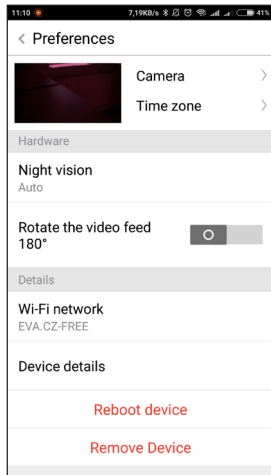 11:10 7,19KB/s 41%
< Preferences
Camera >
Time zone >
Hardware
Night vision
Auto
Rotate the video feed
180°
Details
Wi-Fi network
EVA.CZ-FREE
Device details
Reboot device
Remove Device